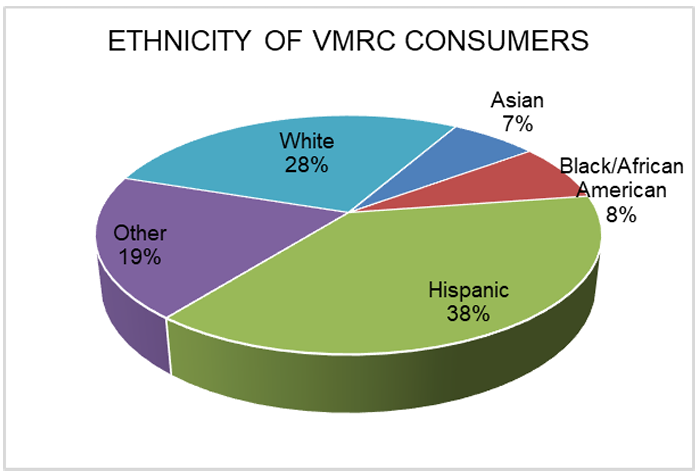 ETHNICITY OF VMRC CONSUMERS
Asian
7%
White
28%
Black/African
American
8%
Other
19%
Hispanic
38%